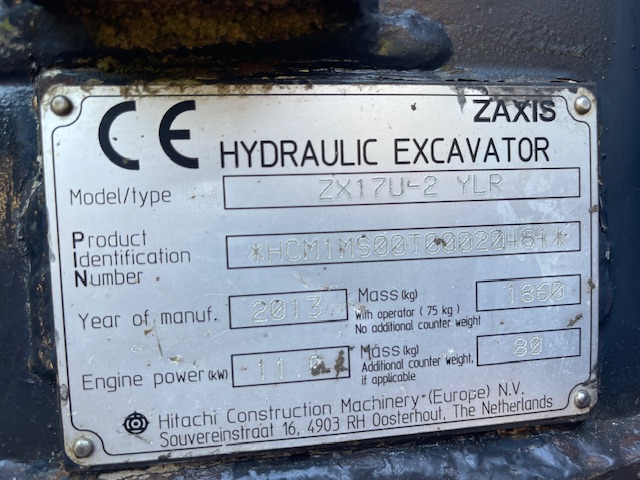 CE ZAXIS
HYDRAULIC EXCAVATOR
Model/type ZX17U-2 YLR
Product
Identification *HCM1MS00T00020481*
Number
Year of manuf. 2013 Mass(kg) 1860
With operator (75 kg)
No additional counter weight
Engine power(kW) Mass(kg) 80
Additional counter weight,
if applicable
Hitachi Construction Machinery (Europe) N.V.
Souvereinstraat 16, 4903 RH Oosterhout, The Netherlands